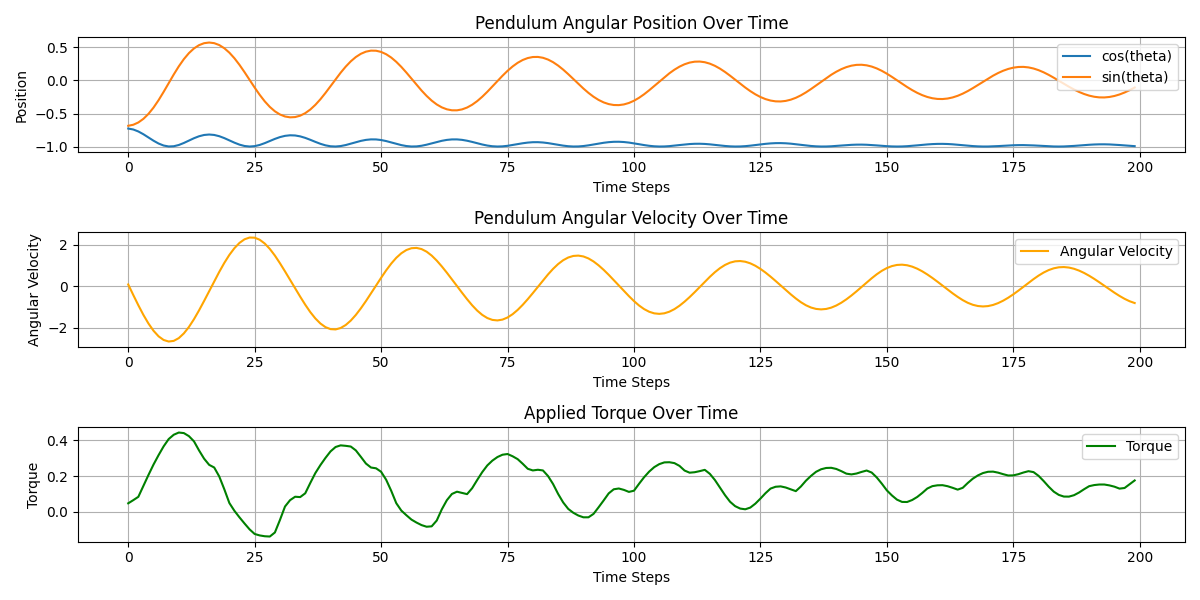 Pendulum Angular Position Over Time
Position
0.5
0.0
−0.5
−1.0
cos(theta)
sin(theta)
0 25 50 75 100 125 150 175 200
Time Steps
Pendulum Angular Velocity Over Time
Angular Velocity
2
0
−2
Angular Velocity
0 25 50 75 100 125 150 175 200
Time Steps
Applied Torque Over Time
Torque
0.4
0.2
0.0
Torque
0 25 50 75 100 125 150 175 200
Time Steps